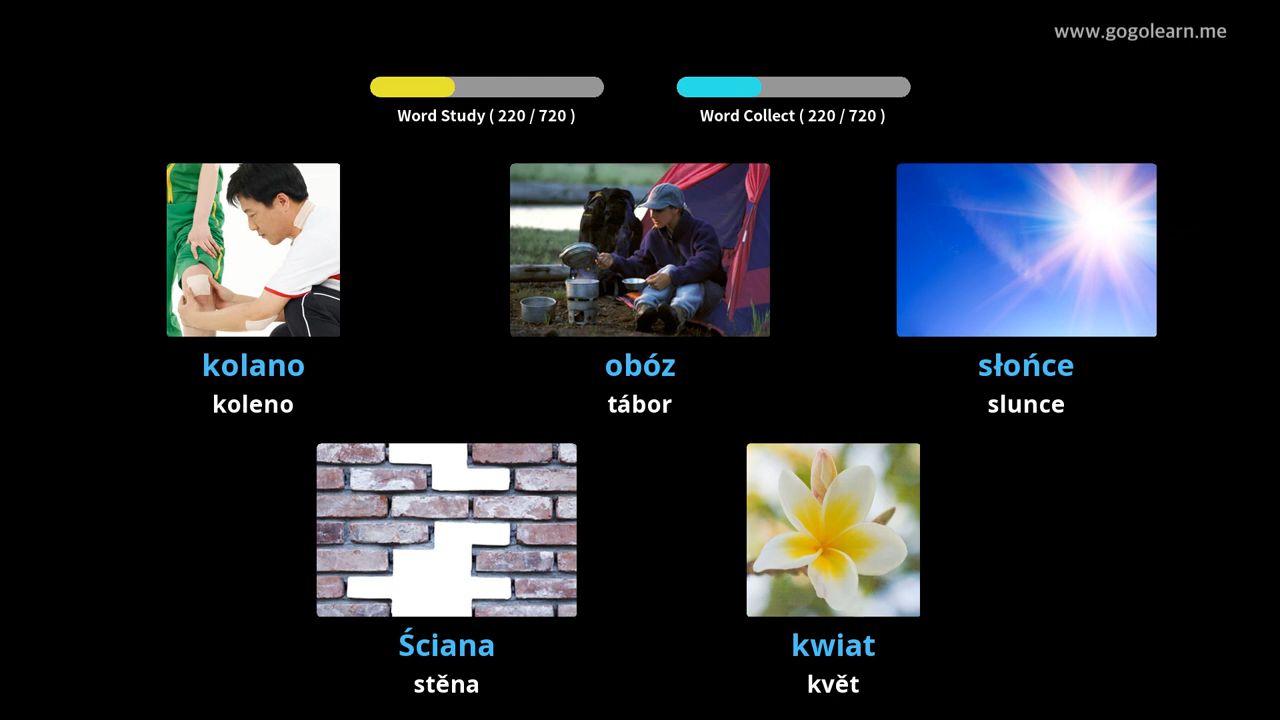 www.gogolearn.me
Word Study ( 220 / 720 )
Word Collect ( 220 / 720 )
kolano
koleno
obóz
tábor
słońce
slunce
Ściana
stěna
kwiat
květ